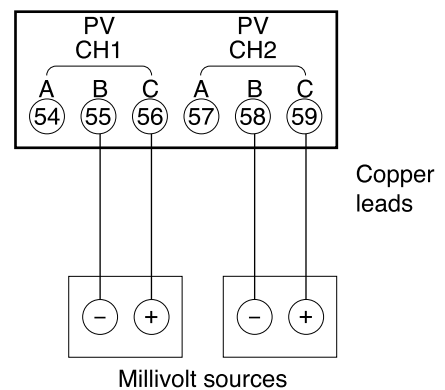 PV PV
CH1 CH2
A B C A B C
54 55 56 57 58 59
Copper
leads
− + − +
Millivolt sources